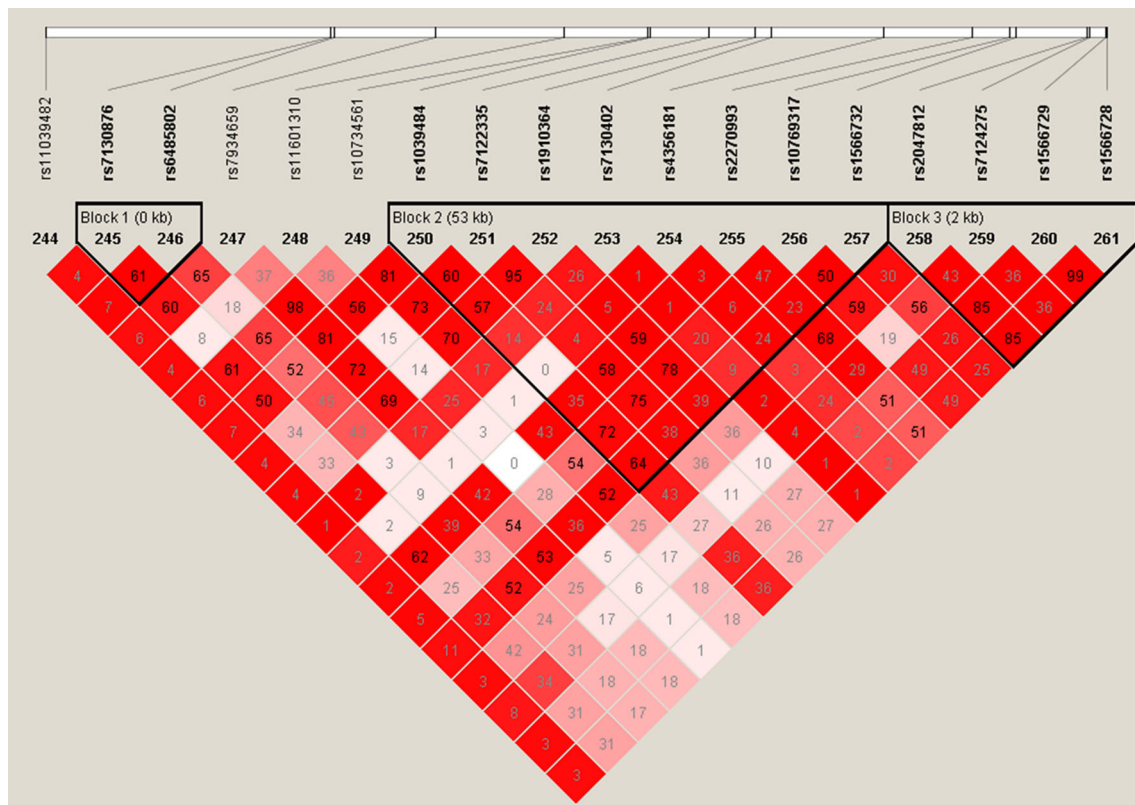 rs11039482
rs7130876
rs6485802
rs7934659
rs11601310
rs10734561
rs1039484
rs7122335
rs1910364
rs7130402
rs4356181
rs2270993
rs10769317
rs1566732
rs2047812
rs7124275
rs1566729
rs1566728
Block 1 (0 kb) Block 2 (53 kb) Block 3 (2 kb)
244 245 246 247 248 249 250 251 252 253 254 255 256 257 258 259 260 261
4 61 65 37 36 81 60 95 26 1 3 47 50 30 43 36 99
7 60 18 98 56 73 57 24 5 1 6 23 59 56 85 36
6 8 65 81 15 70 14 4 59 20 24 68 19 26 85
4 61 52 72 14 17 0 58 78 9 3 29 49 25
6 50 45 69 25 1 35 75 39 2 24 51 49
7 34 43 17 3 43 72 38 36 4 2 51
4 33 3 1 0 54 64 36 10 1 2
4 2 9 42 28 52 43 11 27 1
1 2 39 54 36 25 27 26 27
2 62 33 53 5 17 36 26
2 25 52 25 6 18 36
5 32 24 17 1 18
11 42 31 18 1
3 34 18 18
8 31 17
3 31
3